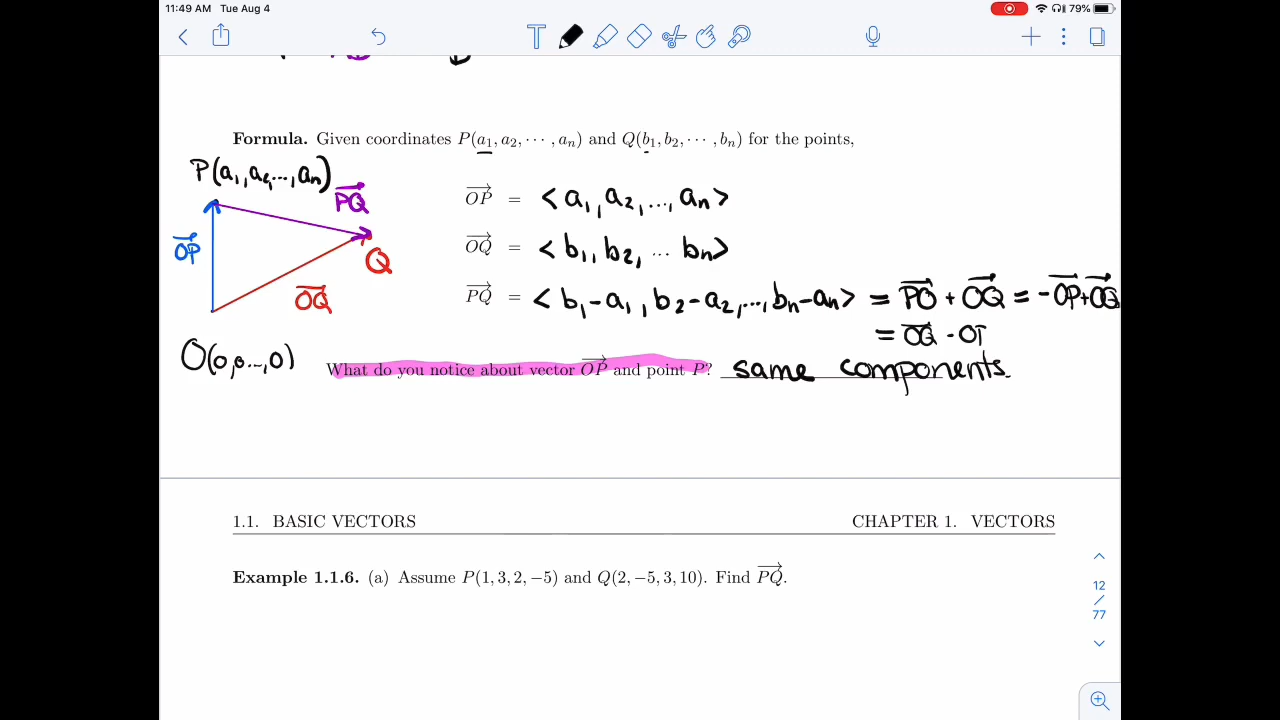 11:49 AM Tue Aug 4 79%
Formula. Given coordinates P(a₁, a₂, ⋯ , aₙ) and Q(b₁, b₂, ⋯ , bₙ) for the points,
P(a₁, a₂, ..., aₙ)
PQ
OP
Q
OQ
O(0, 0 ..., 0)
OP = <a₁, a₂, ..., aₙ>
OQ = <b₁, b₂, ... bₙ>
PQ = <b₁-a₁, b₂-a₂, ..., bₙ-aₙ> = PO + OQ = -OP + OQ
= OQ - OP
What do you notice about vector OP and point P? same components.
1.1. BASIC VECTORS CHAPTER 1. VECTORS
Example 1.1.6. (a) Assume P(1, 3, 2, −5) and Q(2, −5, 3, 10). Find PQ.
12
/
77